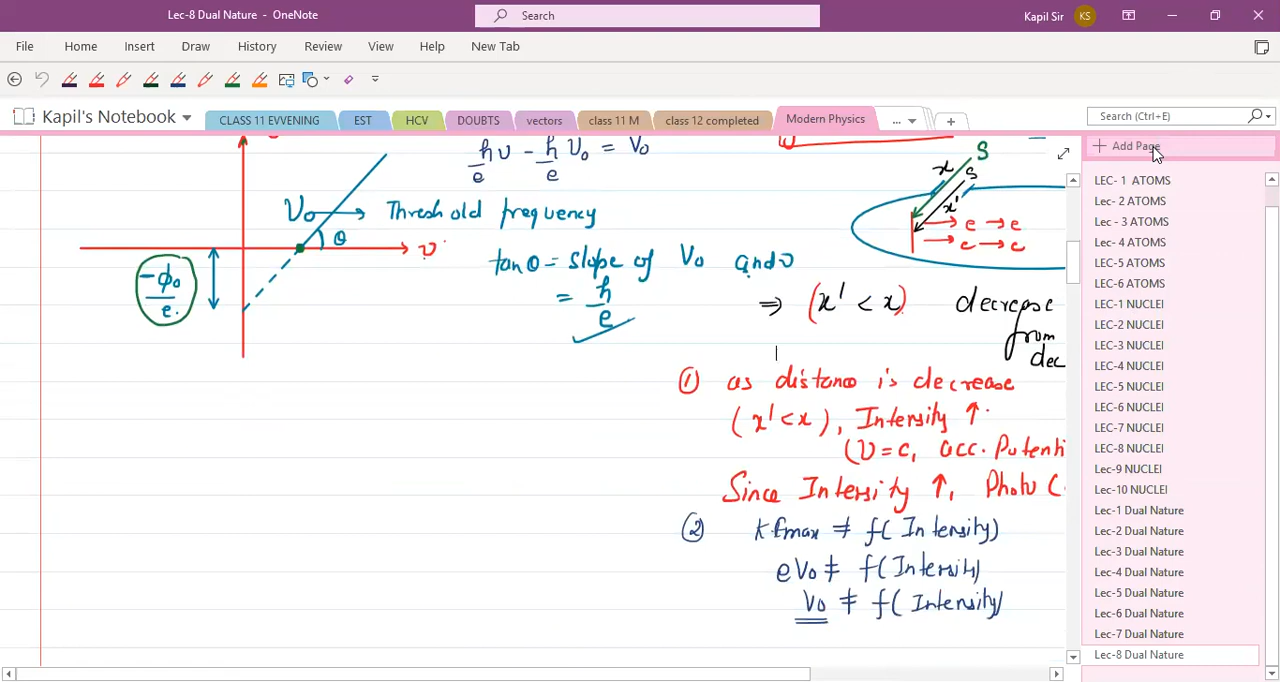 Lec-8 Dual Nature - OneNote
Search
Kapil Sir
KS
File Home Insert Draw History Review View Help New Tab
Kapil's Notebook
CLASS 11 EVVENING EST HCV DOUBTS vectors class 11 M class 12 completed Modern Physics ...
Search (Ctrl+E)
Add Page
LEC- 1 ATOMS
Lec- 2 ATOMS
Lec - 3 ATOMS
Lec- 4 ATOMS
LEC-5 ATOMS
LEC-6 ATOMS
LEC-1 NUCLEI
LEC-2 NUCLEI
LEC-3 NUCLEI
LEC-4 NUCLEI
LEC-5 NUCLEI
LEC-6 NUCLEI
LEC-7 NUCLEI
LEC-8 NUCLEI
Lec-9 NUCLEI
Lec-10 NUCLEI
Lec-1 Dual Nature
Lec-2 Dual Nature
Lec-3 Dual Nature
Lec-4 Dual Nature
Lec-5 Dual Nature
Lec-6 Dual Nature
Lec-7 Dual Nature
Lec-8 Dual Nature
hυ/e - h/e υ₀ = V₀
υ₀ → Threshold frequency
θ
υ
-ϕ₀/e
tanθ = slope of V₀ and υ
= h/e
x S
x' S
e → e
e → e
⇒ (x' < x) decrease
from
dec
① as distance is decrease
(x' < x), Intensity ↑
(υ = c, acc. Potenti
Since Intersity ↑, Photo C
② K.Emax ≠ f( Intensity)
eV₀ ≠ f( Intersity)
V₀ ≠ f( Intensity)